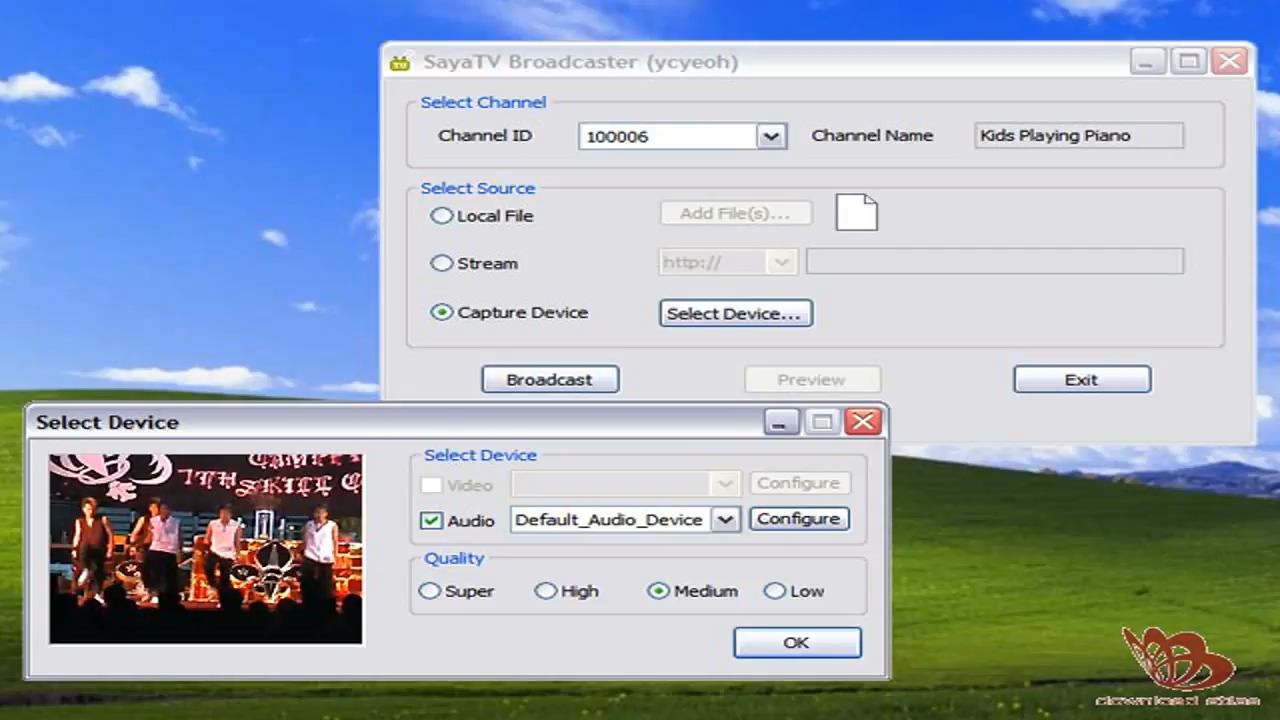 SayaTV Broadcaster (ycyeoh)
Select Channel
Channel ID 100006 Channel Name Kids Playing Piano
Select Source
Local File Add File(s)...
Stream http://
Capture Device Select Device...
Broadcast Preview Exit
Select Device
Select Device
Video Configure
Audio Default_Audio_Device Configure
Quality
Super High Medium Low
OK